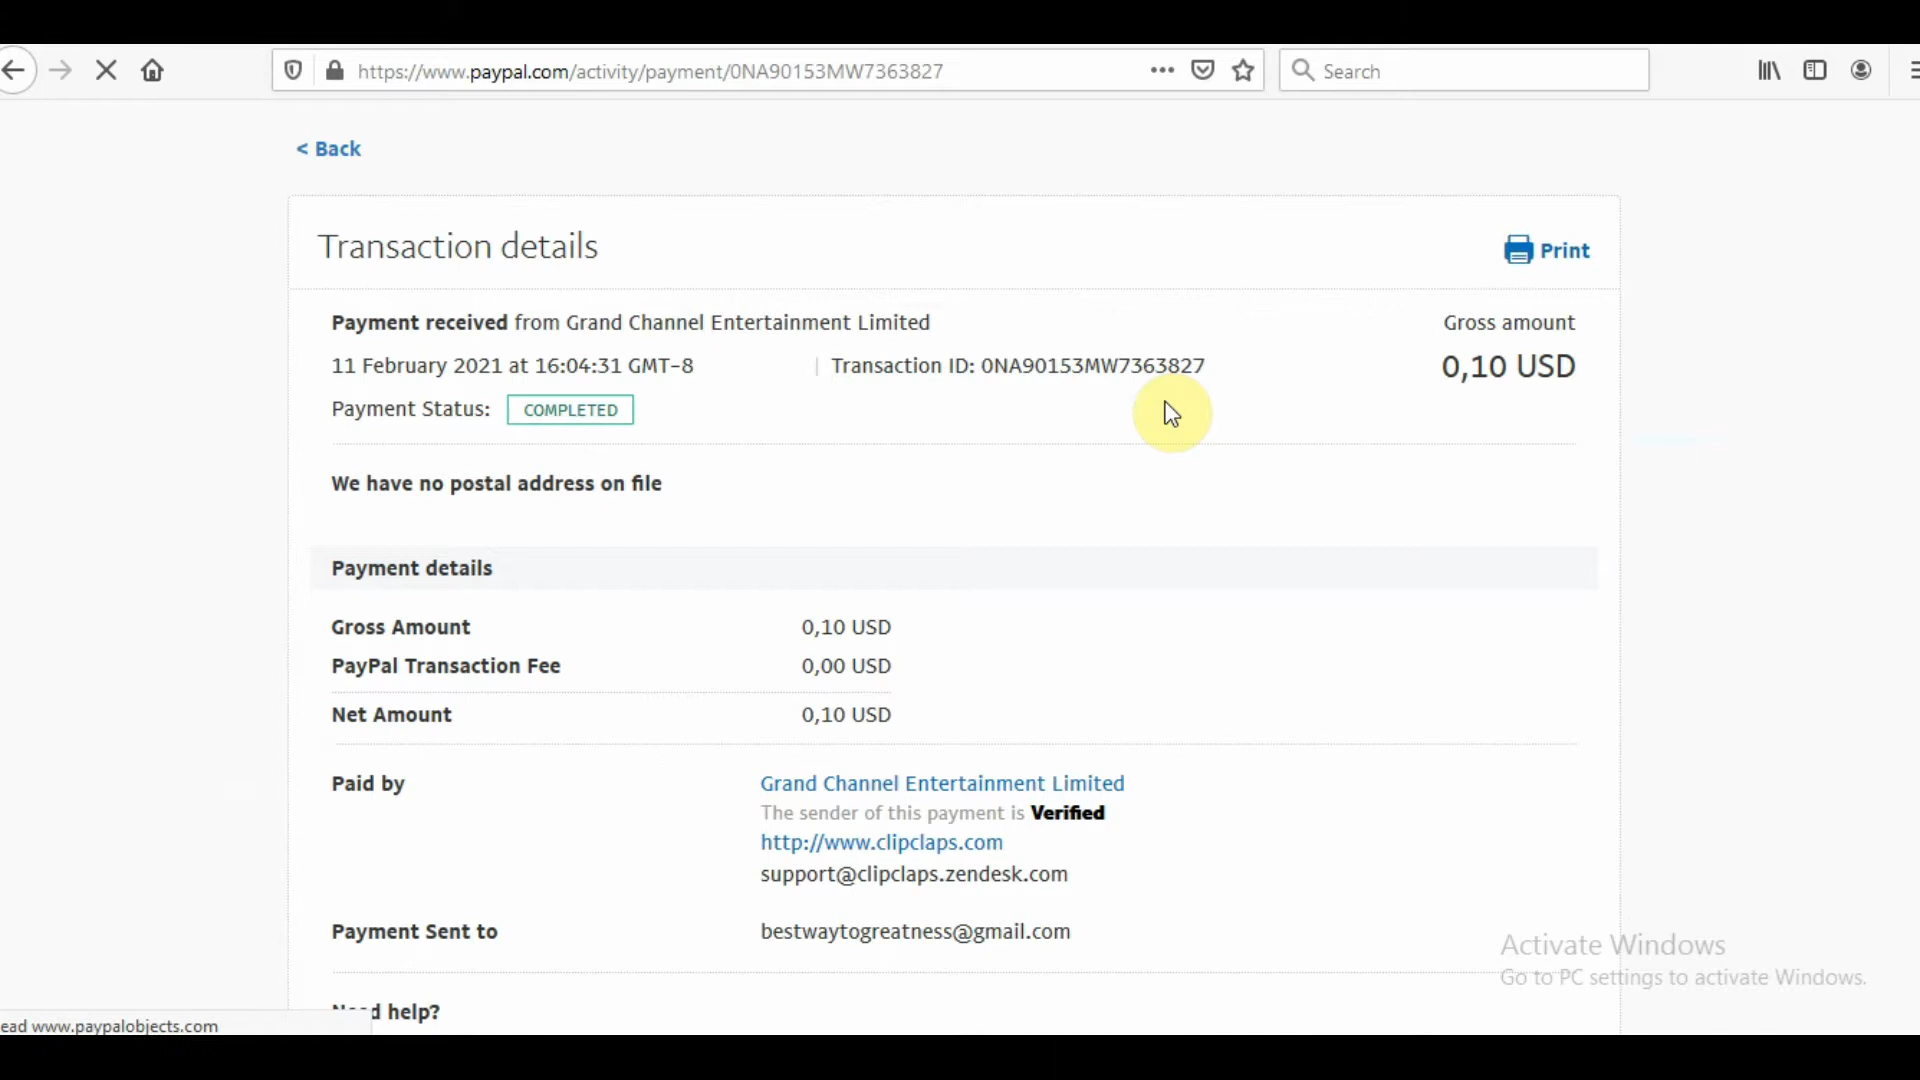 https://www.paypal.com/activity/payment/0NA90153MW7363827
Search
< Back
Transaction details
Print
Payment received from Grand Channel Entertainment Limited
Gross amount
11 February 2021 at 16:04:31 GMT-8 | Transaction ID: 0NA90153MW7363827
0,10 USD
Payment Status: COMPLETED
We have no postal address on file
Payment details
Gross Amount 0,10 USD
PayPal Transaction Fee 0,00 USD
Net Amount 0,10 USD
Paid by Grand Channel Entertainment Limited
The sender of this payment is Verified
http://www.clipclaps.com
support@clipclaps.zendesk.com
Payment Sent to bestwaytogreatness@gmail.com
Activate Windows
Go to PC settings to activate Windows.
help?
ead www.paypalobjects.com